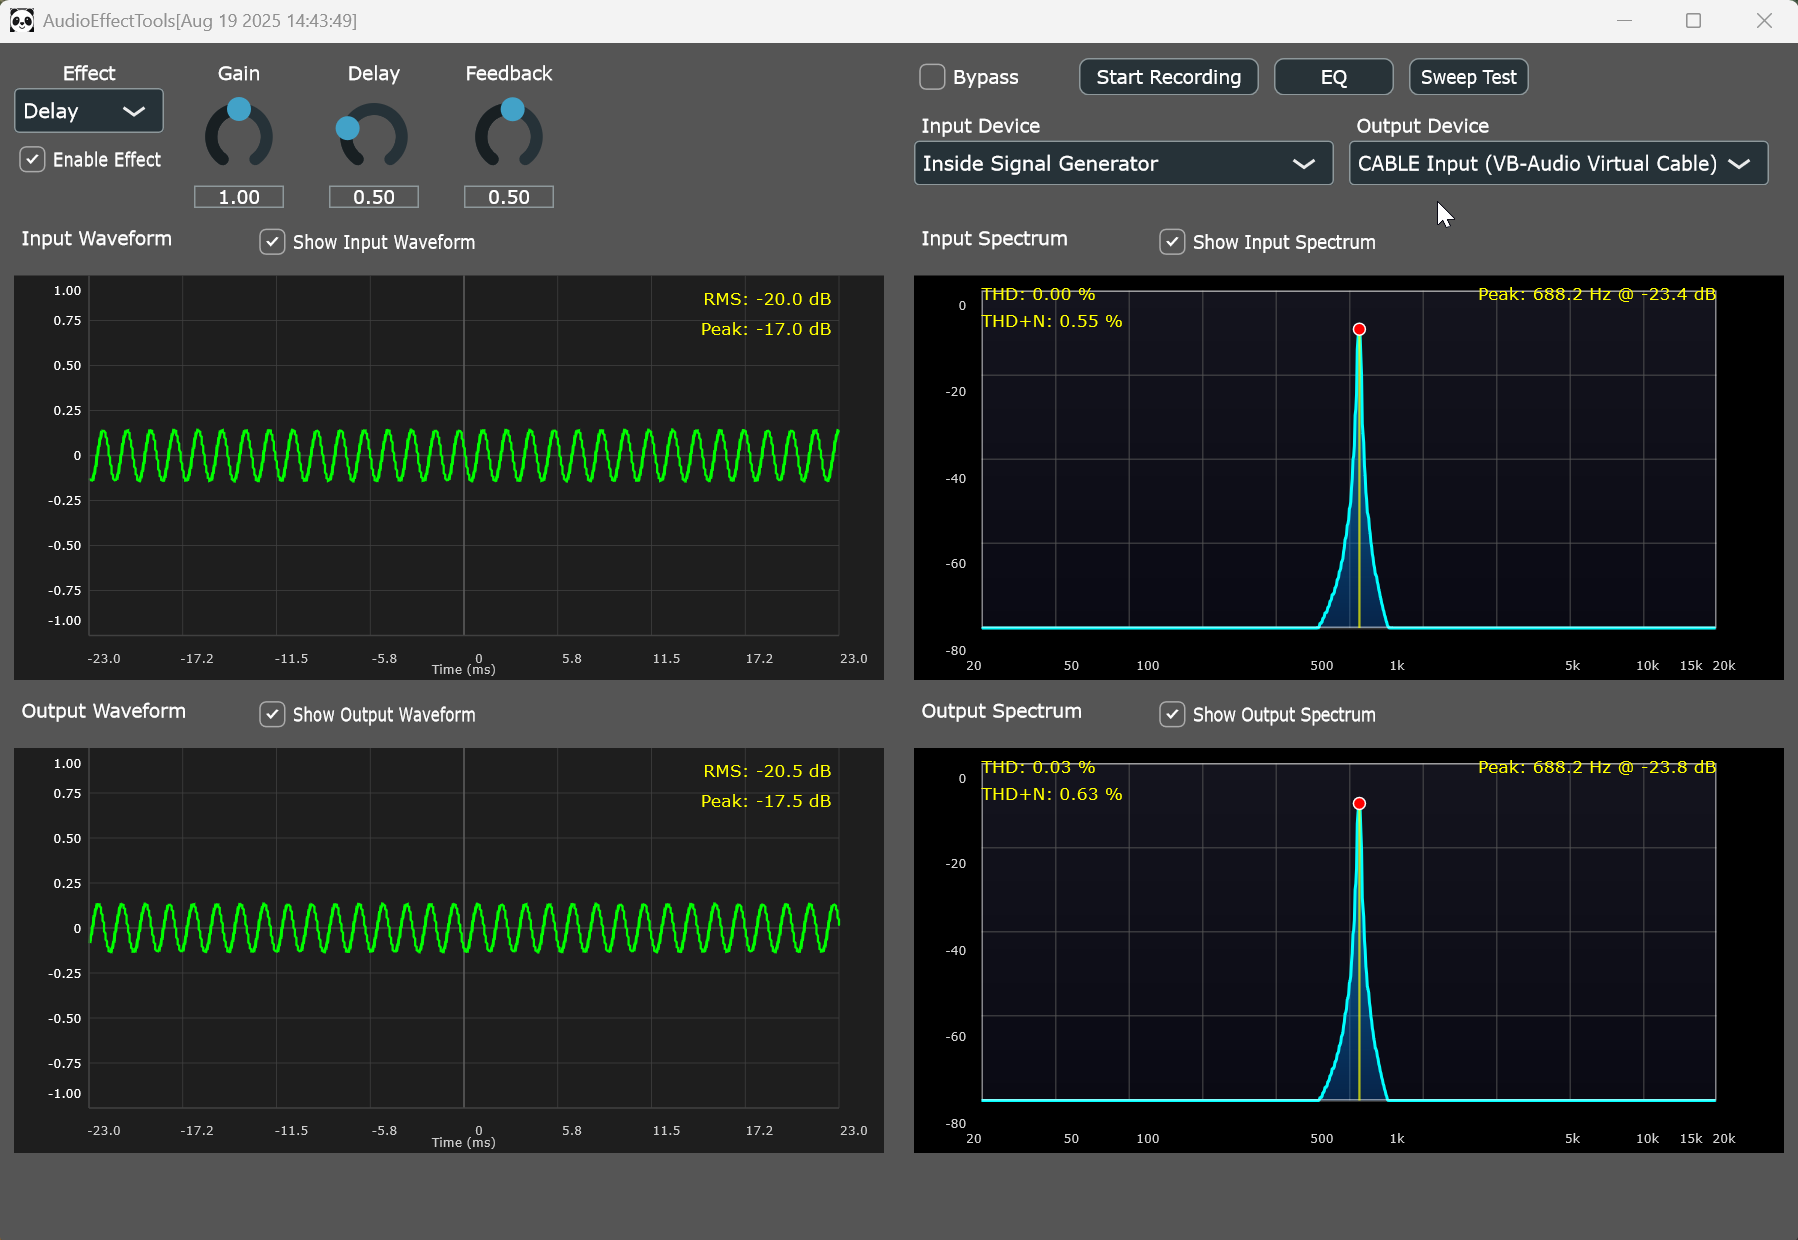 AudioEffectTools[Aug 19 2025 14:43:49]
Effect
Gain
Delay
Feedback
Delay
Enable Effect
1.00
0.50
0.50
Bypass
Start Recording
EQ
Sweep Test
Input Device
Output Device
Inside Signal Generator
CABLE Input (VB-Audio Virtual Cable)
Input Waveform
Show Input Waveform
RMS: -20.0 dB
Peak: -17.0 dB
1.00
0.75
0.50
0.25
0
-0.25
-0.50
-0.75
-1.00
-23.0 -17.2 -11.5 -5.8 0 5.8 11.5 17.2 23.0
Time (ms)
Input Spectrum
Show Input Spectrum
THD: 0.00 %
THD+N: 0.55 %
Peak: 688.2 Hz @ -23.4 dB
0
-20
-40
-60
-80
20 50 100 500 1k 5k 10k 15k 20k
Output Waveform
Show Output Waveform
RMS: -20.5 dB
Peak: -17.5 dB
1.00
0.75
0.50
0.25
0
-0.25
-0.50
-0.75
-1.00
-23.0 -17.2 -11.5 -5.8 0 5.8 11.5 17.2 23.0
Time (ms)
Output Spectrum
Show Output Spectrum
THD: 0.03 %
THD+N: 0.63 %
Peak: 688.2 Hz @ -23.8 dB
0
-20
-40
-60
-80
20 50 100 500 1k 5k 10k 15k 20k